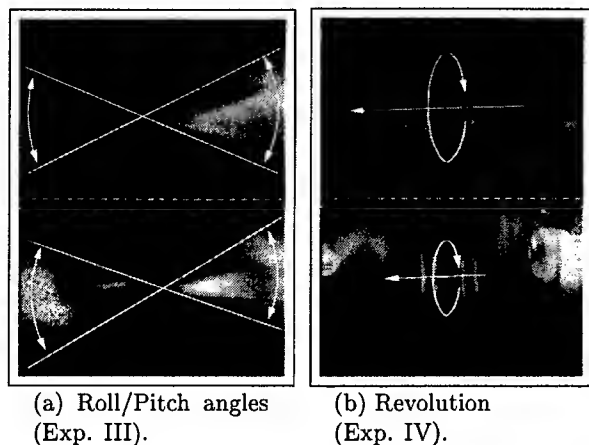 (a) Roll/Pitch angles
(Exp. III).
(b) Revolution
(Exp. IV).